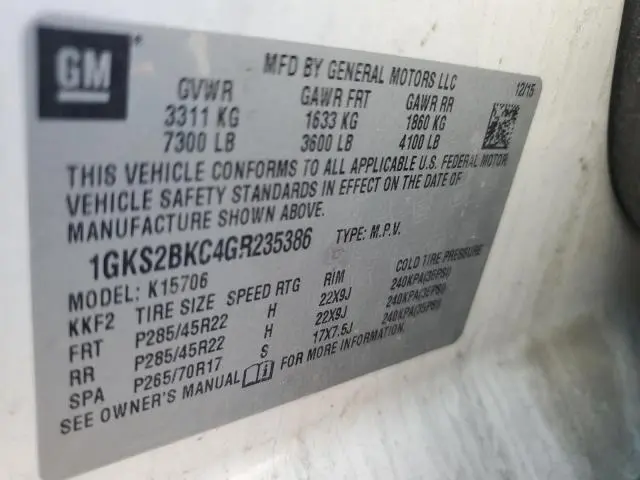 GM
MFD BY GENERAL MOTORS LLC 12/15
GVWR GAWR FRT GAWR RR
3311 KG 1633 KG 1860 KG
7300 LB 3600 LB 4100 LB
THIS VEHICLE CONFORMS TO ALL APPLICABLE U.S. FEDERAL MOTOR
VEHICLE SAFETY STANDARDS IN EFFECT ON THE DATE OF
MANUFACTURE SHOWN ABOVE.
1GKS2BKC4GR235386 TYPE: M.P.V.
MODEL: K15706
KKF2 TIRE SIZE SPEED RTG RIM COLD TIRE PRESSURE
FRT P285/45R22 H 22X9J 240KPA(35PSI)
RR P285/45R22 H 22X9J 240KPA(35PSI)
SPA P265/70R17 S 17X7.5J 240KPA(35PSI)
SEE OWNER'S MANUAL FOR MORE INFORMATION.